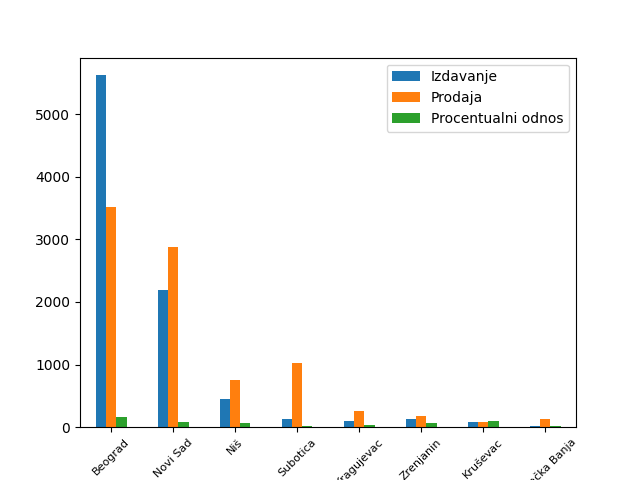 Izdavanje
Prodaja
Procentualni odnos
5000
4000
3000
2000
1000
0
Beograd
Novi Sad
Niš
Subotica
ragujevac
Zrenjanin
Kruševac
čka Banja